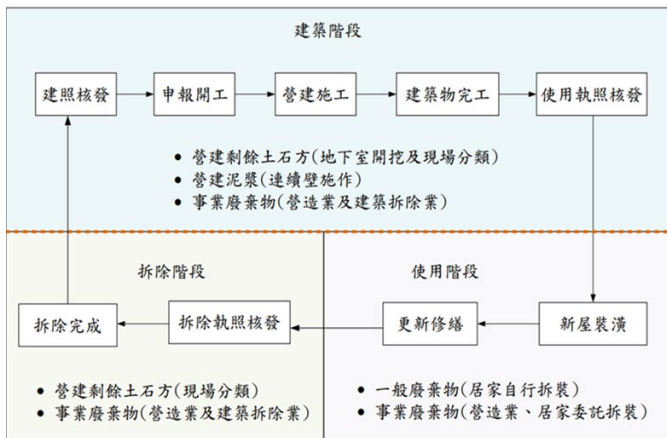 建築階段
建照核發
申報開工
營建施工
建築物完工
使用執照核發
• 營建剩餘土石方(地下室開挖及現場分類)
• 營建泥漿(連續壁施作)
• 事業廢棄物(營造業及建築拆除業)
拆除階段
拆除完成
拆除執照核發
• 營建剩餘土石方(現場分類)
• 事業廢棄物(營造業及建築拆除業)
使用階段
更新修繕
新屋裝潢
• 一般廢棄物(居家自行拆裝)
• 事業廢棄物(營造業、居家委託拆裝)